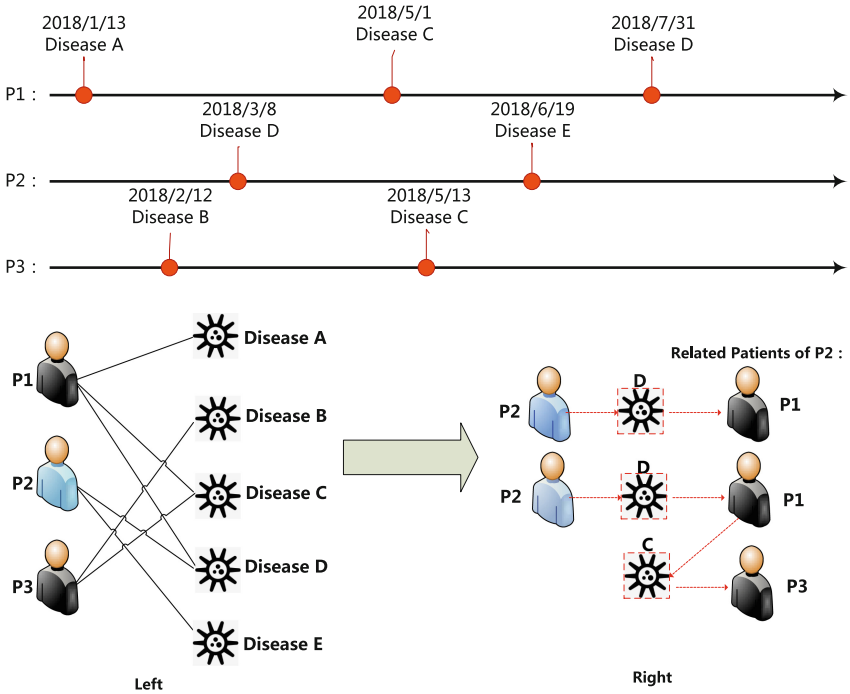 2018/1/13
Disease A
2018/5/1
Disease C
2018/7/31
Disease D
P1 :
2018/3/8
Disease D
2018/6/19
Disease E
P2 :
2018/2/12
Disease B
2018/5/13
Disease C
P3 :
P1
P2
P3
Disease A
Disease B
Disease C
Disease D
Disease E
Left
Related Patients of P2 :
D
P2
P1
D
P2
P1
C
P3
Right